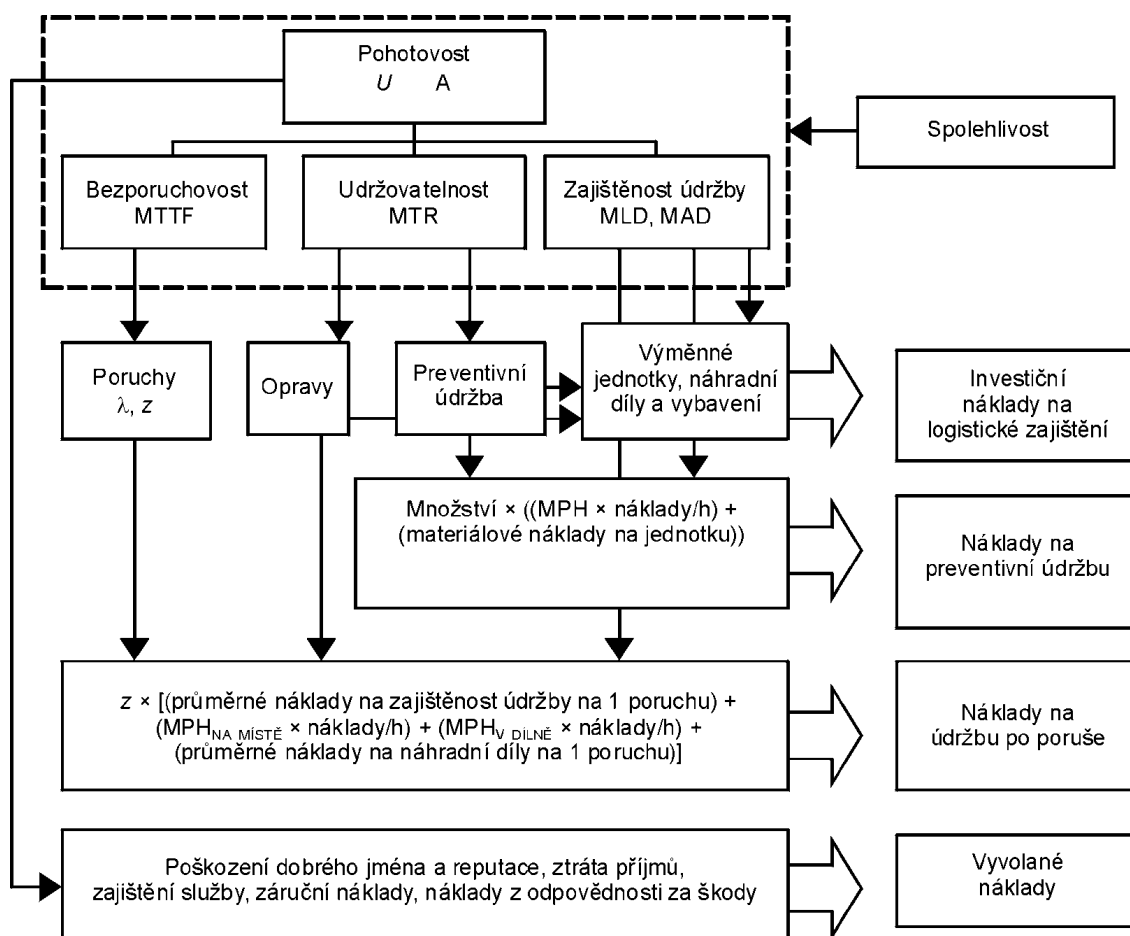 Pohotovost
U A
Spolehlivost
Bezporuchovost
MTTF
Udržovatelnost
MTR
Zajištěnost údržby
MLD, MAD
Poruchy
λ, z
Opravy
Preventivní
údržba
Výměnné
jednotky, náhradní
díly a vybavení
Investiční
náklady na
logistické zajištění
Množství × ((MPH × náklady/h) +
(materiálové náklady na jednotku))
Náklady na
preventivní údržbu
z × [(průměrné náklady na zajištěnost údržby na 1 poruchu) +
(MPH NA MÍSTĚ × náklady/h) + (MPH V DÍLNĚ × náklady/h) +
(průměrné náklady na náhradní díly na 1 poruchu)]
Náklady na
údržbu po poruše
Poškození dobrého jména a reputace, ztráta příjmů,
zajištění služby, záruční náklady, náklady z odpovědnosti za škody
Vyvolané
náklady